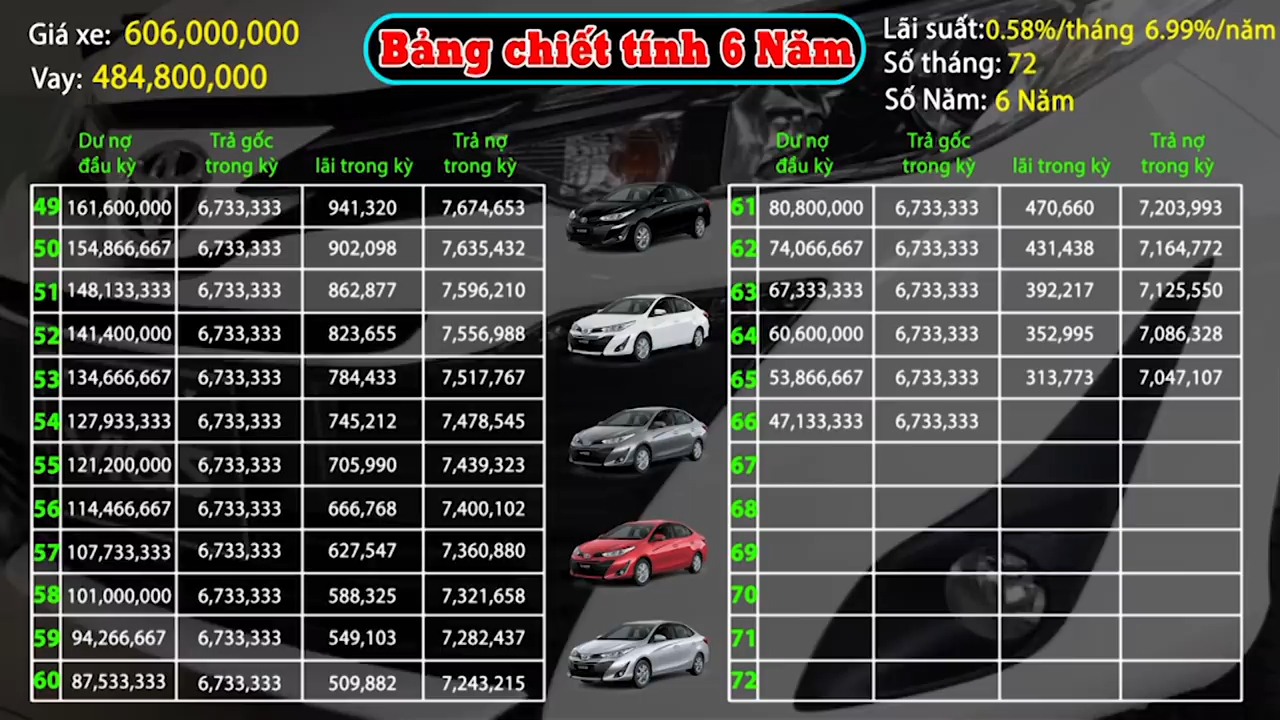 Giá xe: 606,000,000
Vay: 484,800,000
Bảng chiết tính 6 Năm
Lãi suất:0.58%/tháng 6.99%/năm
Số tháng: 72
Số Năm: 6 Năm
Dư nợ đầu kỳ Trả gốc trong kỳ lãi trong kỳ Trả nợ trong kỳ
49 161,600,000 6,733,333 941,320 7,674,653
50 154,866,667 6,733,333 902,098 7,635,432
51 148,133,333 6,733,333 862,877 7,596,210
52 141,400,000 6,733,333 823,655 7,556,988
53 134,666,667 6,733,333 784,433 7,517,767
54 127,933,333 6,733,333 745,212 7,478,545
55 121,200,000 6,733,333 705,990 7,439,323
56 114,466,667 6,733,333 666,768 7,400,102
57 107,733,333 6,733,333 627,547 7,360,880
58 101,000,000 6,733,333 588,325 7,321,658
59 94,266,667 6,733,333 549,103 7,282,437
60 87,533,333 6,733,333 509,882 7,243,215
Dư nợ đầu kỳ Trả gốc trong kỳ lãi trong kỳ Trả nợ trong kỳ
61 80,800,000 6,733,333 470,660 7,203,993
62 74,066,667 6,733,333 431,438 7,164,772
63 67,333,333 6,733,333 392,217 7,125,550
64 60,600,000 6,733,333 352,995 7,086,328
65 53,866,667 6,733,333 313,773 7,047,107
66 47,133,333 6,733,333
67
68
69
70
71
72